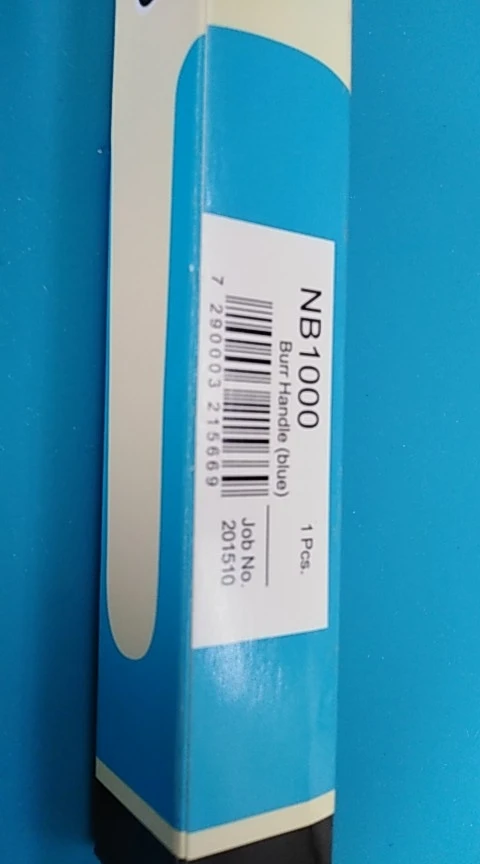 NB1000
Burr Handle (blue)
1 Pcs.
7 290003 215669
Job No.
201510